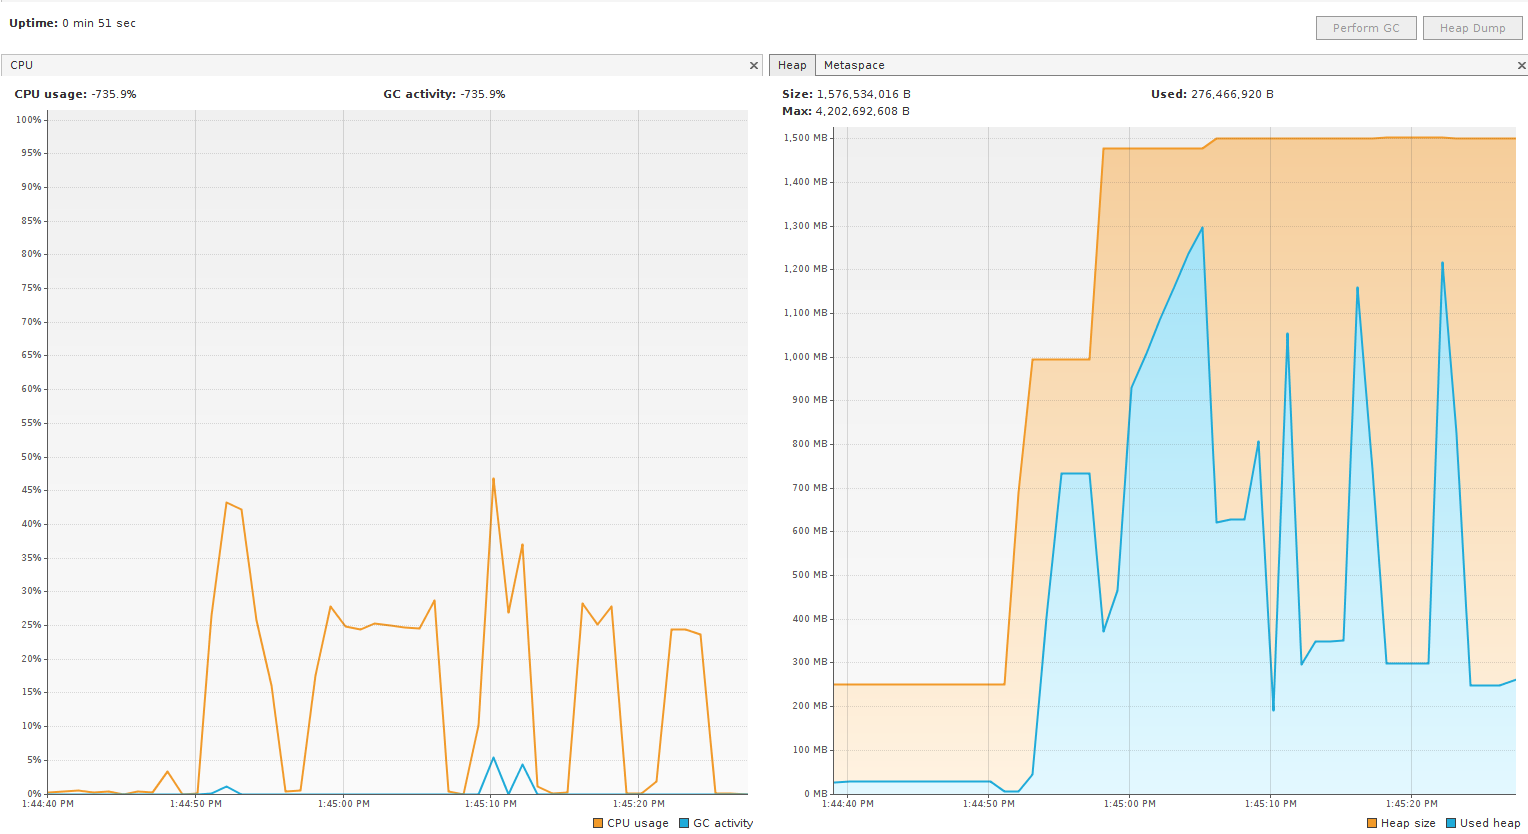 Uptime: 0 min 51 sec
Perform GC
Heap Dump
CPU
CPU usage: -735.9%
GC activity: -735.9%
100%
95%
90%
85%
80%
75%
70%
65%
60%
55%
50%
45%
40%
35%
30%
25%
20%
15%
10%
5%
0%
1:44:40 PM
1:44:50 PM
1:45:00 PM
1:45:10 PM
1:45:20 PM
CPU usage
GC activity
Heap
Metaspace
Size: 1,576,534,016 B
Used: 276,466,920 B
Max: 4,202,692,608 B
1,500 MB
1,400 MB
1,300 MB
1,200 MB
1,100 MB
1,000 MB
900 MB
800 MB
700 MB
600 MB
500 MB
400 MB
300 MB
200 MB
100 MB
0 MB
1:44:40 PM
1:44:50 PM
1:45:00 PM
1:45:10 PM
1:45:20 PM
Heap size
Used heap